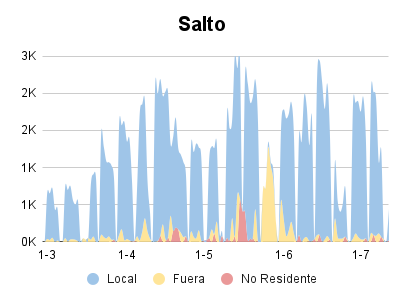 Salto
3K
2K
2K
1K
1K
0K
1-3 1-4 1-5 1-6 1-7
Local Fuera No Residente